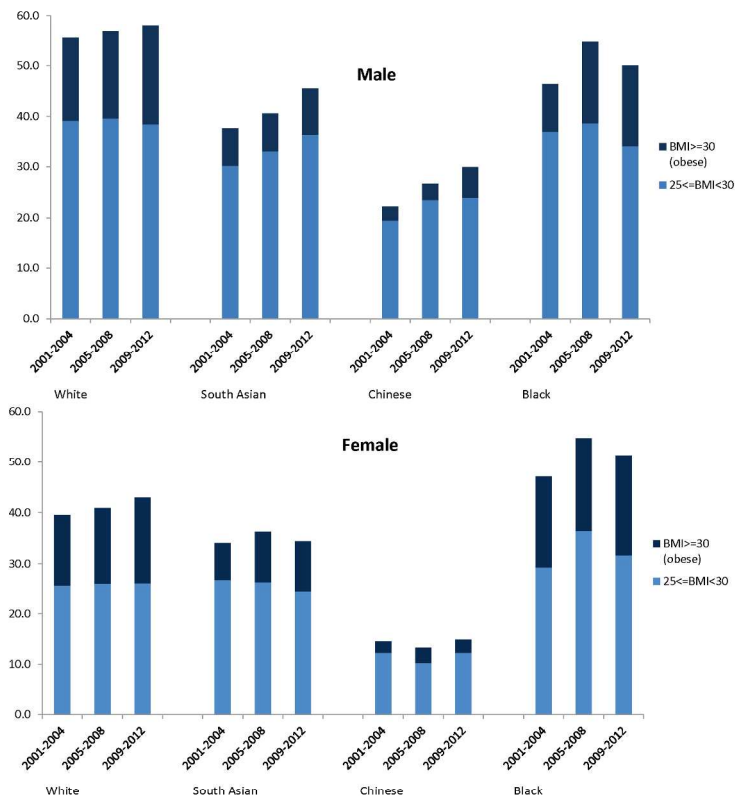 60.0
50.0
40.0
30.0
20.0
10.0
0.0
Male
BMI>=30
(obese)
25<=BMI<30
2001-2004
2005-2008
2009-2012
2001-2004
2005-2008
2009-2012
2001-2004
2005-2008
2009-2012
2001-2004
2005-2008
2009-2012
White
South Asian
Chinese
Black
60.0
50.0
40.0
30.0
20.0
10.0
0.0
Female
BMI>=30
(obese)
25<=BMI<30
2001-2004
2005-2008
2009-2012
2001-2004
2005-2008
2009-2012
2001-2004
2005-2008
2009-2012
2001-2004
2005-2008
2009-2012
White
South Asian
Chinese
Black